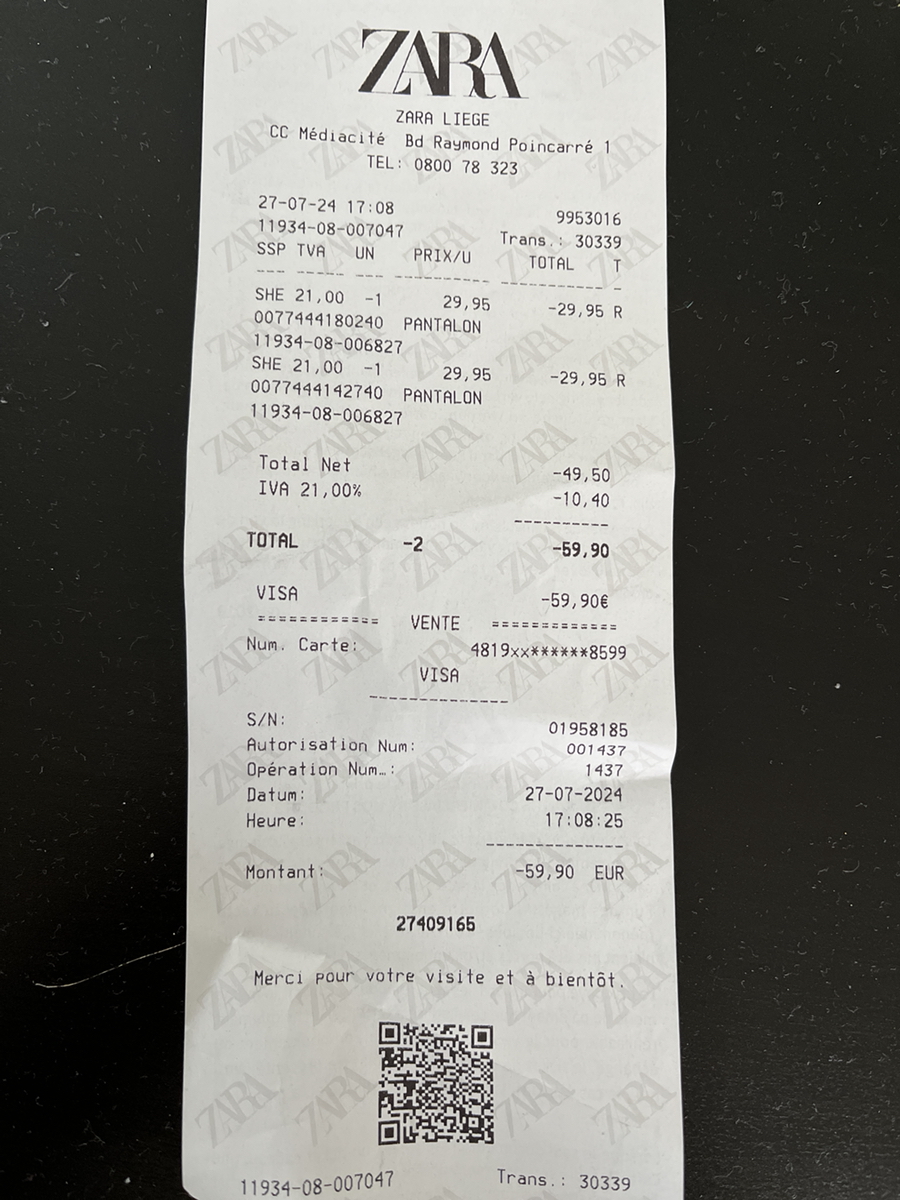 ZARA
ZARA LIEGE
CC Médiacité Bd Raymond Poincarré 1
TEL: 0800 78 323
27-07-24 17:08 9953016
11934-08-007047 Trans.: 30339
SSP TVA UN PRIX/U TOTAL T
--- ----- --- ---------- ----------- -
SHE 21,00 -1 29,95 -29,95 R
0077444180240 PANTALON
11934-08-006827
SHE 21,00 -1 29,95 -29,95 R
0077444142740 PANTALON
11934-08-006827
Total Net -49,50
IVA 21,00% -10,40
----------
TOTAL -2 -59,90
VISA -59,90€
============ VENTE =============
Num. Carte: 4819xx******8599
VISA
--------------
S/N: 01958185
Autorisation Num: 001437
Opération Num…: 1437
Datum: 27-07-2024
Heure: 17:08:25
--------------
Montant: -59,90 EUR
27409165
Merci pour votre visite et à bientôt.
11934-08-007047 Trans.: 30339